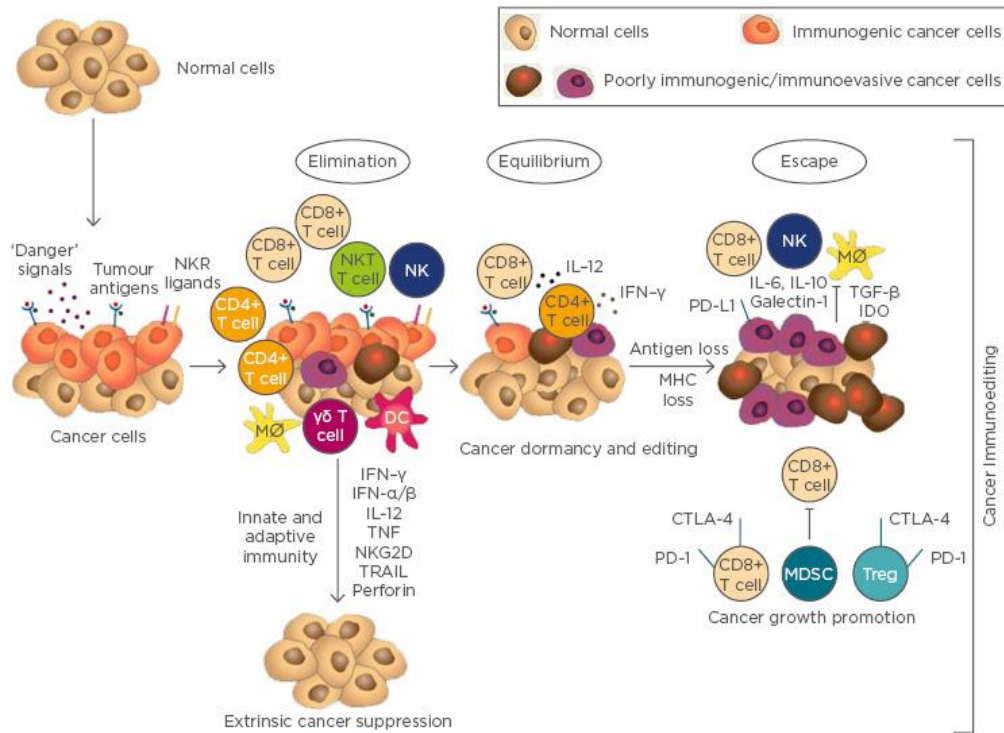 Normal cells
Immunogenic cancer cells
Poorly immunogenic/immunoevasive cancer cells
Normal cells
Elimination
Equilibrium
Escape
'Danger'
signals
Tumour
antigens
NKR
ligands
CD8+
T cell
CD8+
T cell
NKT
T cell
NK
CD4+
T cell
CD4+
T cell
MØ
γδ T
cell
DC
Cancer cells
CD8+
T cell
IL-12
CD4+
T cell
IFN-γ
Cancer dormancy and editing
Antigen loss
MHC
loss
CD8+
T cell
NK
MØ
PD-L1
IL-6, IL-10
Galectin-1
TGF-β
IDO
Innate and
adaptive
immunity
IFN-γ
IFN-α/β
IL-12
TNF
NKG2D
TRAIL
Perforin
Extrinsic cancer suppression
CD8+
T cell
CTLA-4
PD-1
CD8+
T cell
MDSC
Treg
CTLA-4
PD-1
Cancer growth promotion
Cancer Immunoediting